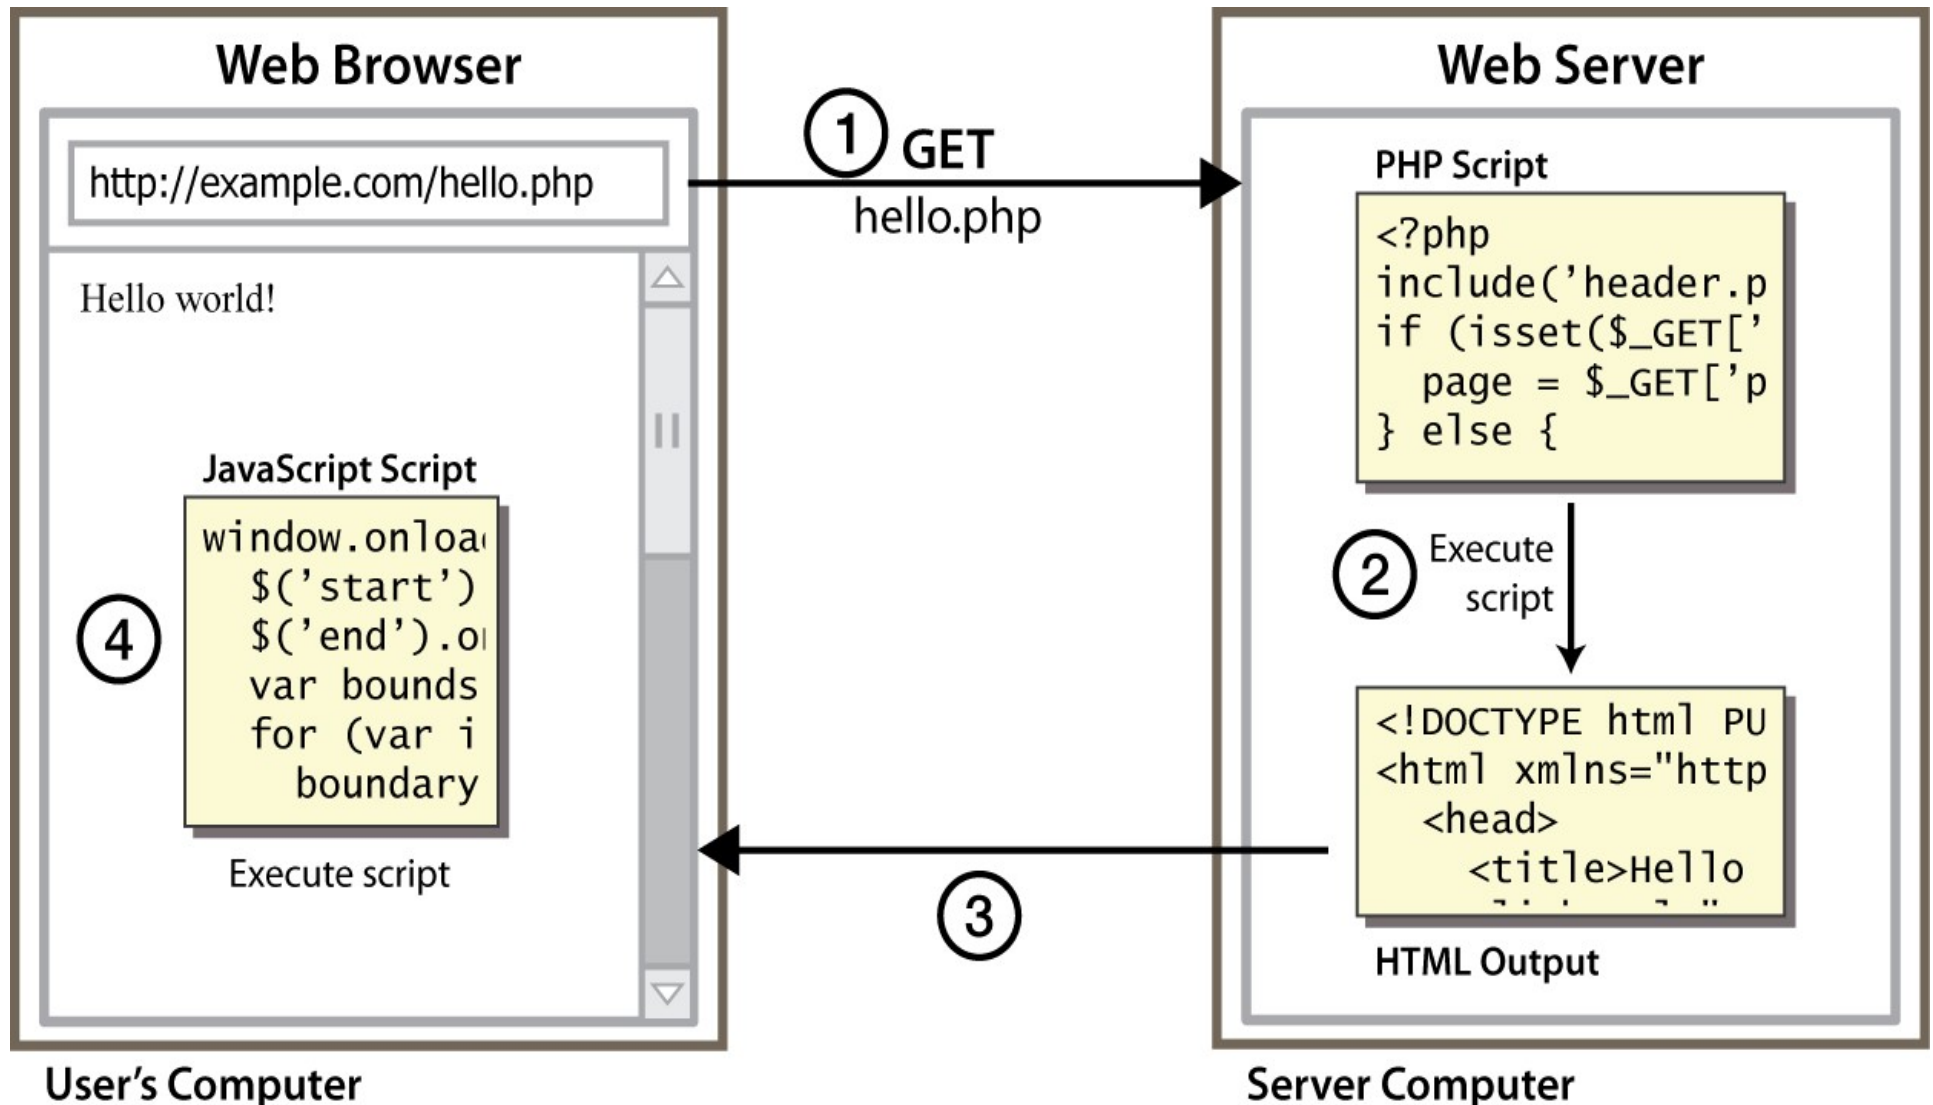 Web Browser
http://example.com/hello.php
Hello world!
JavaScript Script
window.onloa
$('start')
$('end').o
var bounds
for (var i
boundary
4
Execute script
User's Computer
1 GET
hello.php
3
Web Server
PHP Script
<?php
include('header.p
if (isset($_GET['
page = $_GET['p
} else {
2 Execute
script
<!DOCTYPE html PU
<html xmlns="http
<head>
<title>Hello
HTML Output
Server Computer